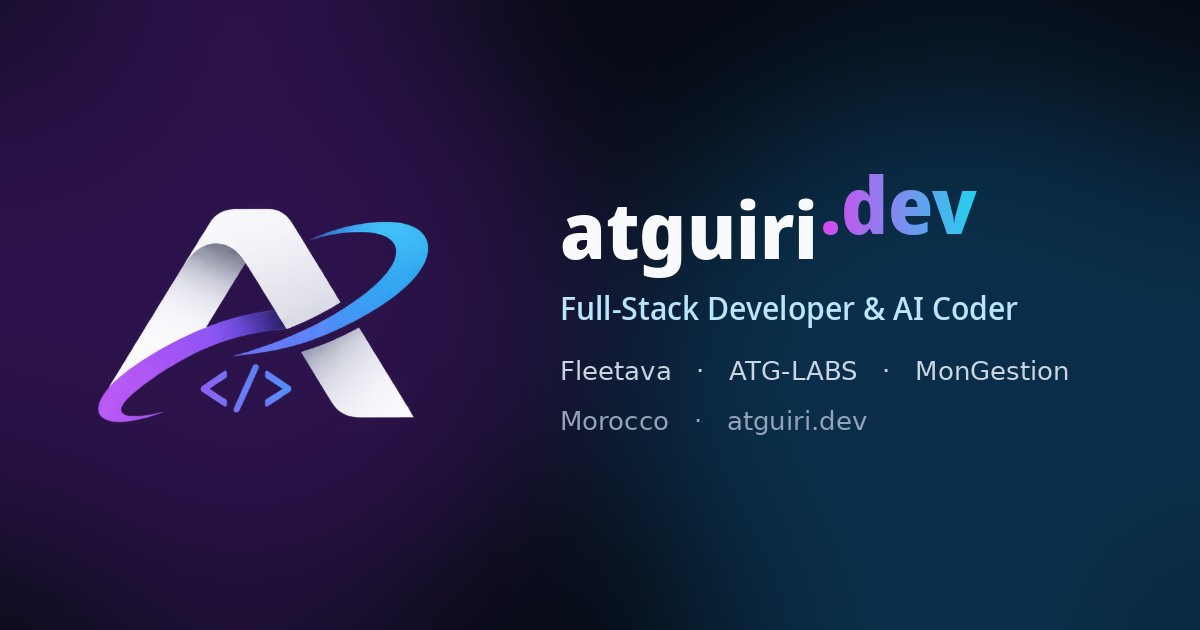 </>
atguiri.dev
Full-Stack Developer & AI Coder
Fleetava · ATG-LABS · MonGestion
Morocco · atguiri.dev